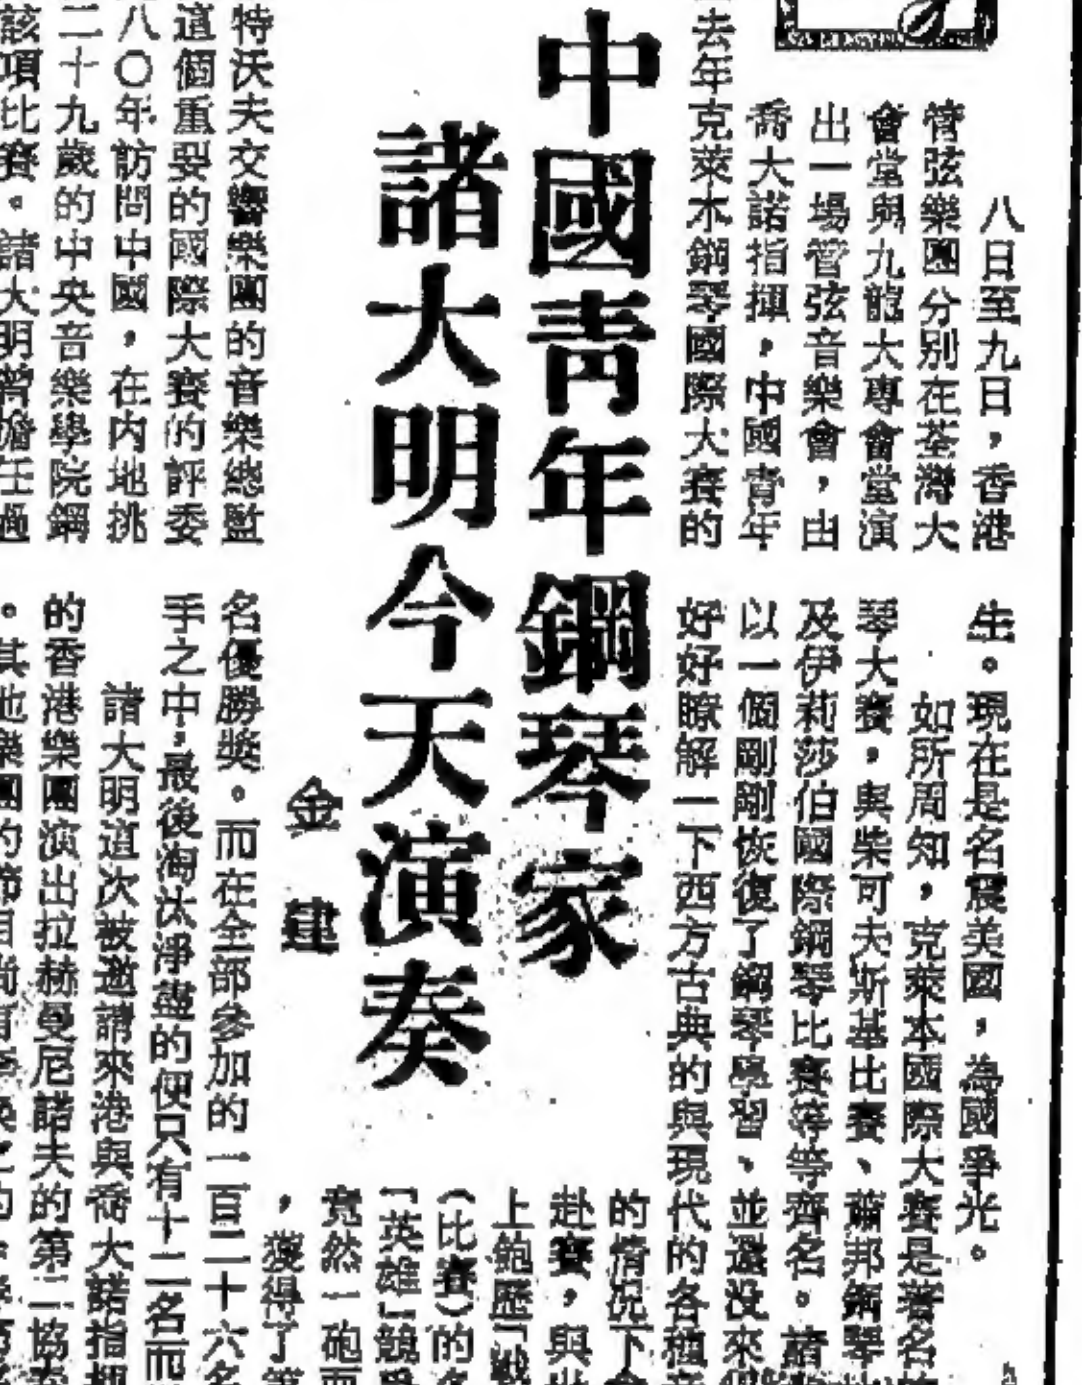 中國青年鋼琴家
諸大明今天演奏
金建
八日至九日，香港
管弦樂團分別在荃灣大
會堂與九龍大專會堂演
出一場管弦音樂會，由
喬大諾指揮，中國青年
去年克萊木鋼琴國際大賽的
特沃夫交響樂團的音樂總監
這個重要的國際大賽的評委
八〇年訪問中國，在內地挑
二十九歲的中央音樂學院鋼
該項比賽。諸大明曾擔任過
生。現在是名震美國，為國爭光。
如所周知，克萊本國際大賽是著名
琴大賽，與柴可夫斯基比賽、蕭邦鋼琴
及伊莉莎伯國際鋼琴比賽等等齊名。諸
以一個剛剛恢復了鋼琴學習、並還沒來
好好瞭解一下西方古典的與現代的各種
的情況下
赴賽，與
上飽歷「戰
（比賽）的
「英雄」競
竟然一砲而
，獲得了
名優勝獎。而在全部參加的一百二十六名
手之中，最後淘汰淨盡的便只有十二名而
諸大明這次被邀請來港與喬大諾指揮
的香港樂團演出拉赫曼尼諾夫的第二協奏
。其他樂團的節目尚有